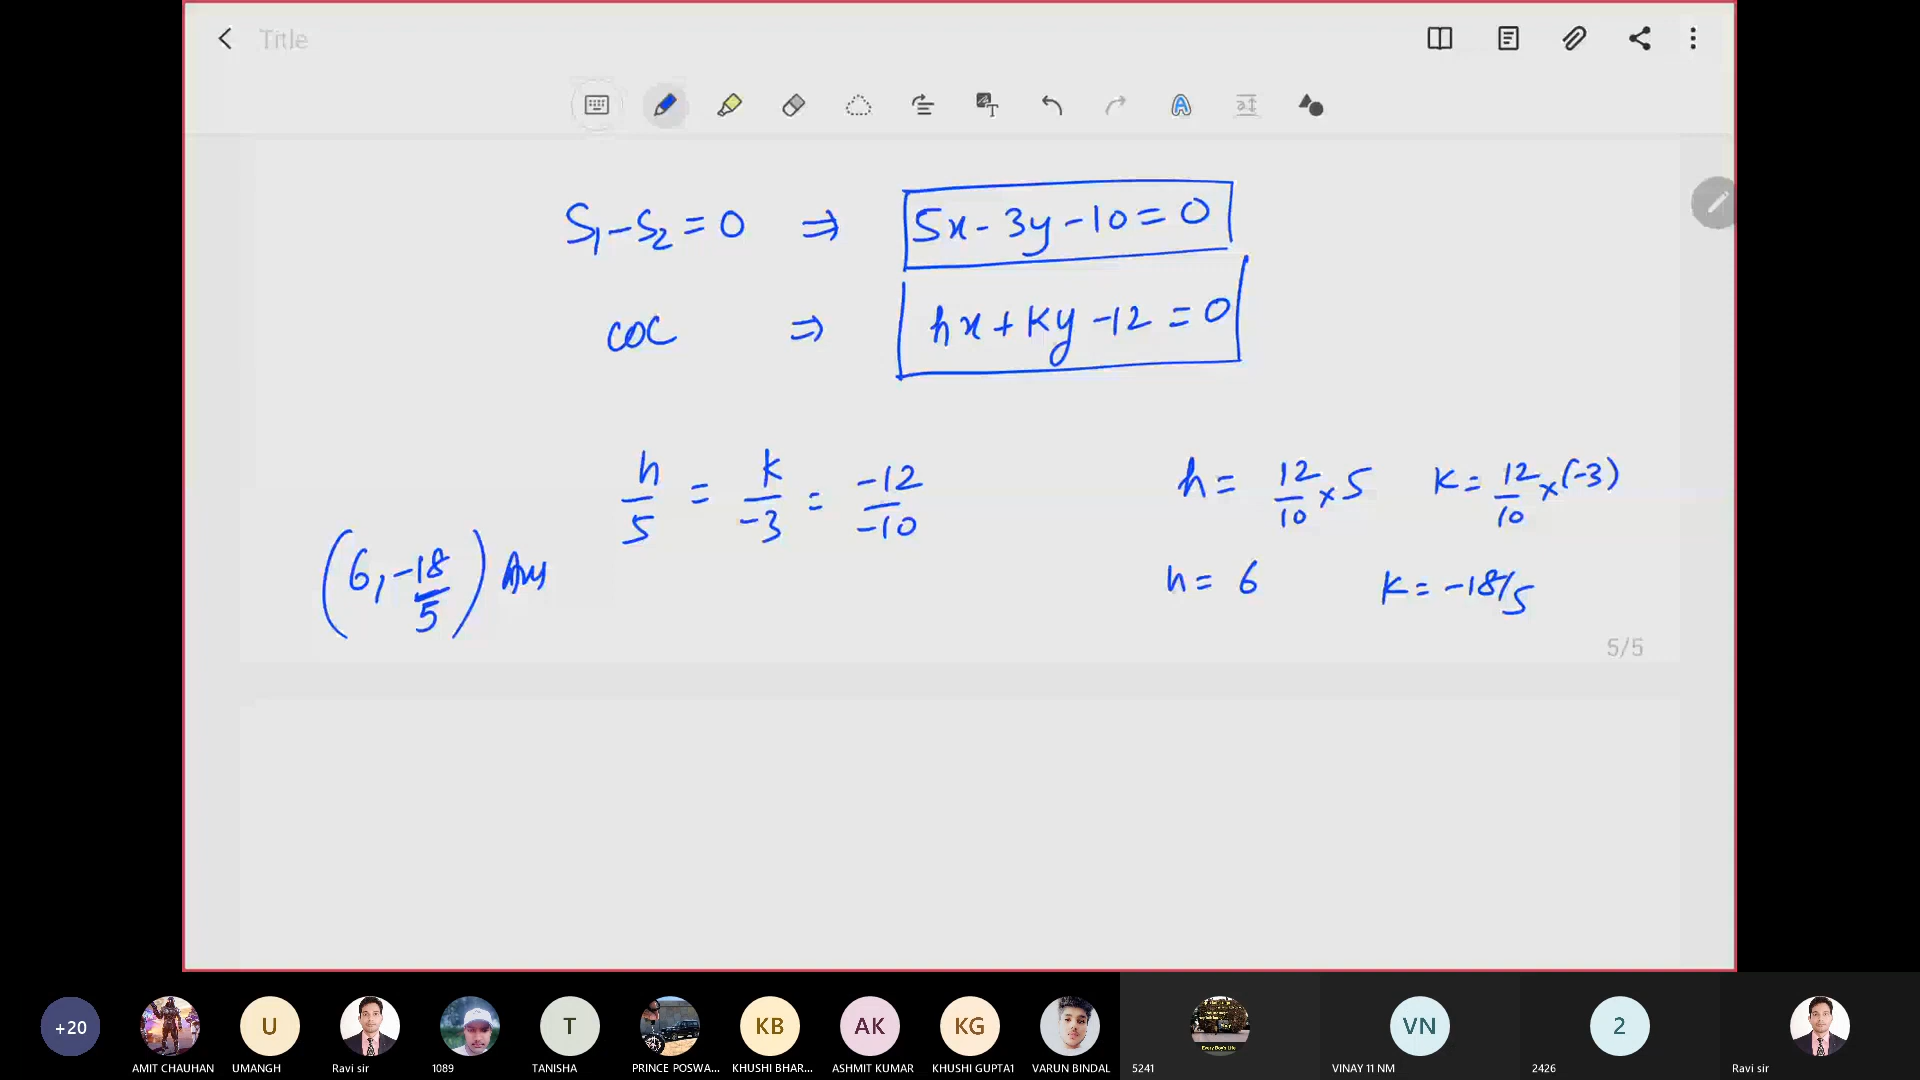 Title
S₁-S₂ = 0 ⇒ 5x - 3y - 10 = 0
COC ⇒ hx + ky - 12 = 0
h/5 = k/-3 = -12/-10
h = 12/10 × 5 k = 12/10 × (-3)
(6, -18/5) Ans
h = 6 k = -18/5
5/5
+20
U
T
KB
AK
KG
VN
2
AMIT CHAUHAN UMANGH Ravi sir 1089 TANISHA PRINCE POSWA... KHUSHI BHAR... ASHMIT KUMAR KHUSHI GUPTA1 VARUN BINDAL 5241 VINAY 11 NM 2426 Ravi sir